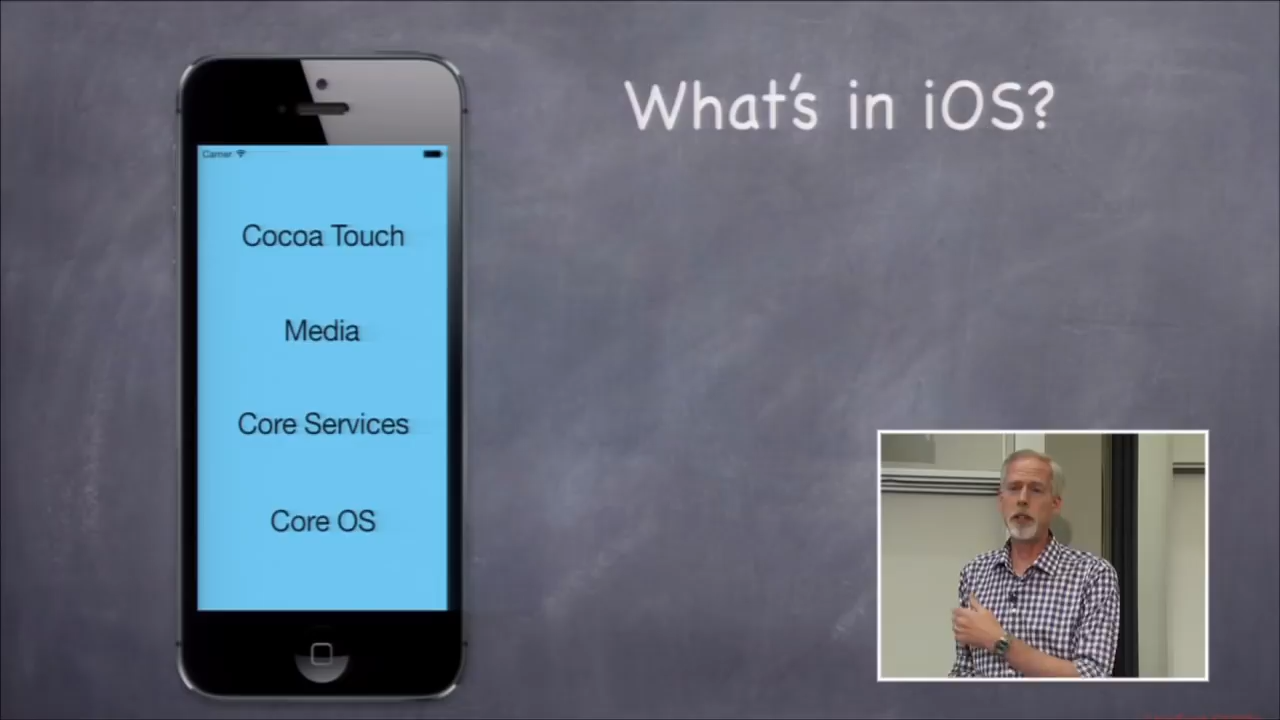 What's in iOS?
Carrier
Cocoa Touch
Media
Core Services
Core OS